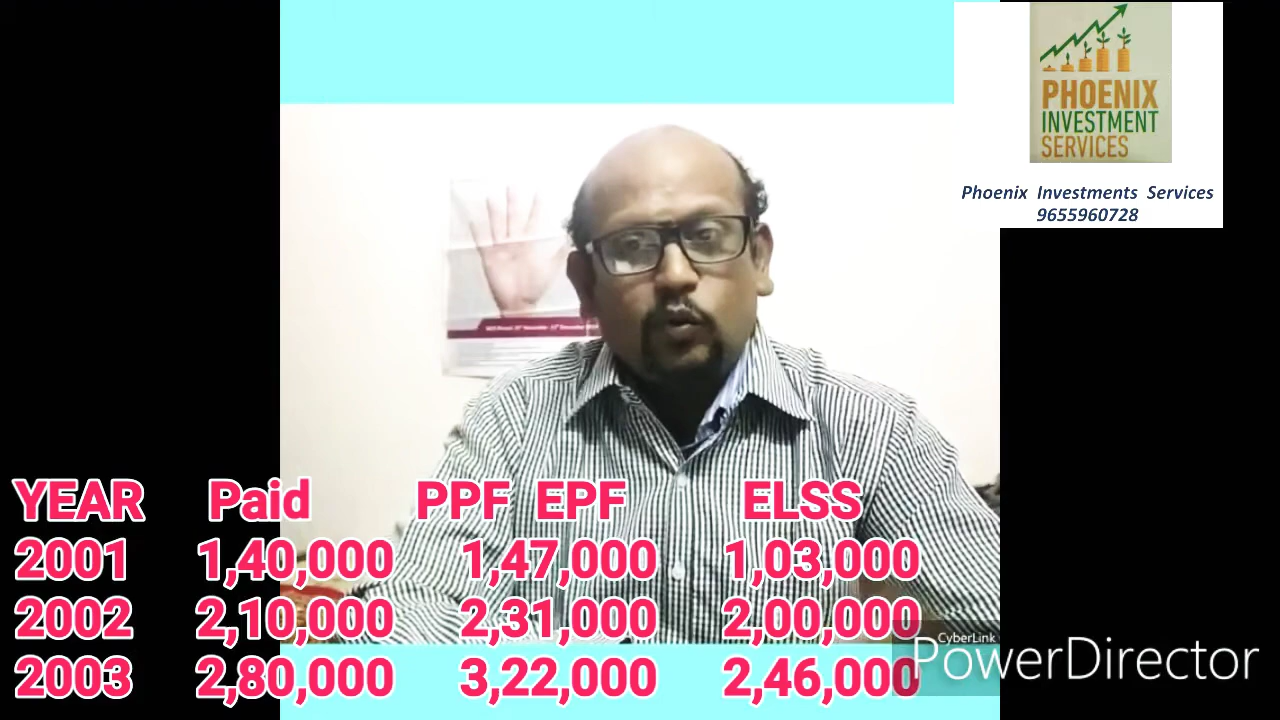 PHOENIX
INVESTMENT
SERVICES
Phoenix Investments Services
9655960728
YEAR Paid PPF EPF ELSS
2001 1,40,000 1,47,000 1,03,000
2002 2,10,000 2,31,000 2,00,000
2003 2,80,000 3,22,000 2,46,000
CyberLink
PowerDirector